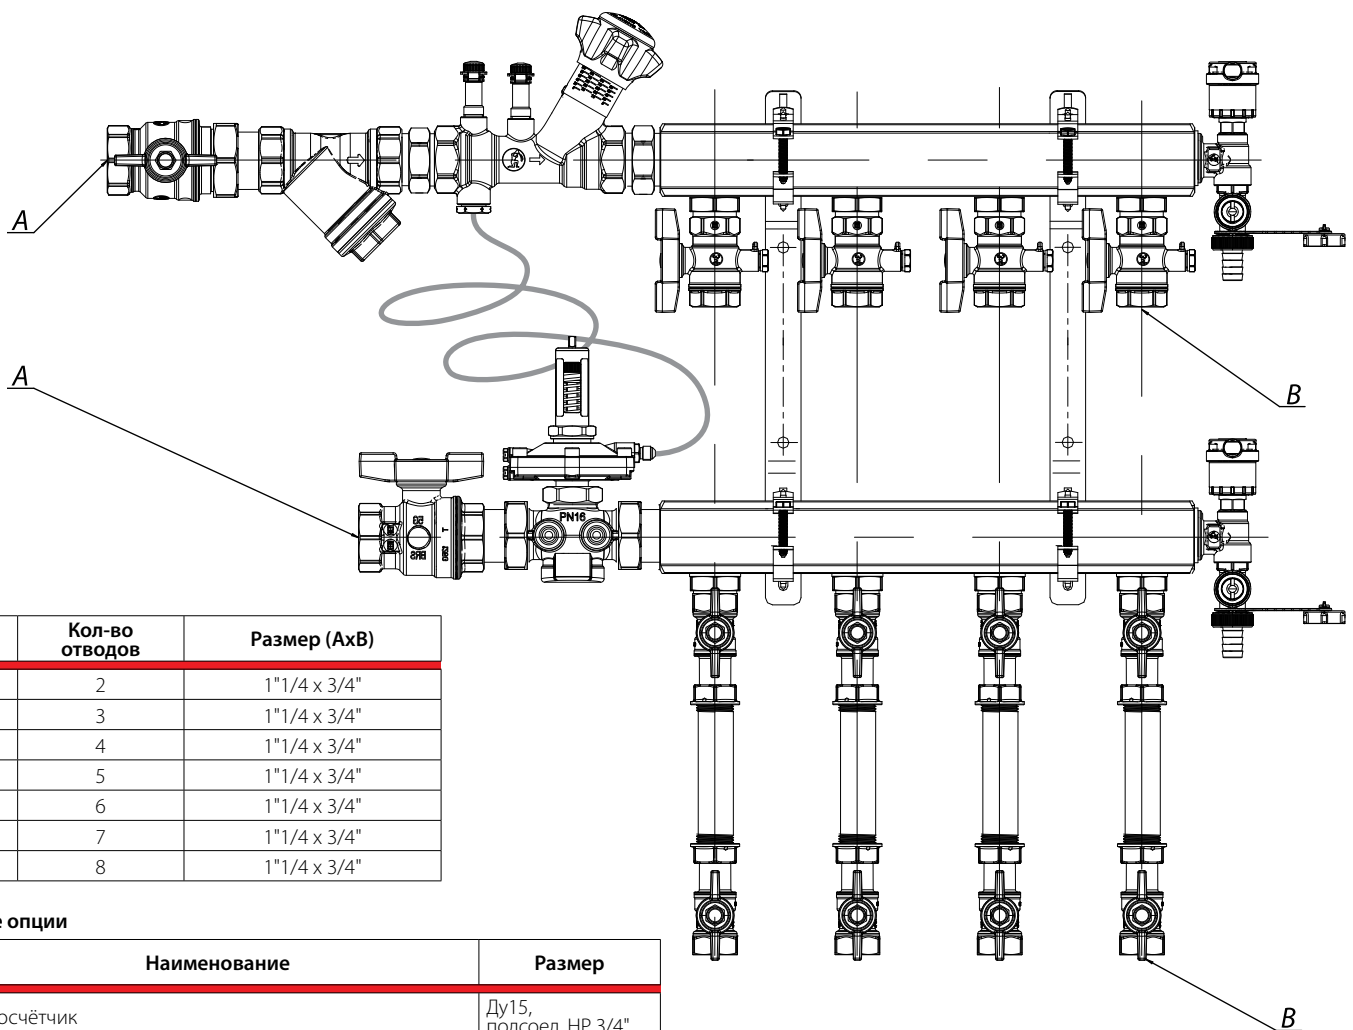 A
A
B
PN16
Кол-во
отводов
Размер (AxB)
2
1"1/4 x 3/4"
3
1"1/4 x 3/4"
4
1"1/4 x 3/4"
5
1"1/4 x 3/4"
6
1"1/4 x 3/4"
7
1"1/4 x 3/4"
8
1"1/4 x 3/4"
опции
Наименование
Размер
Ду15,
подсоед. НР 3/4"
B